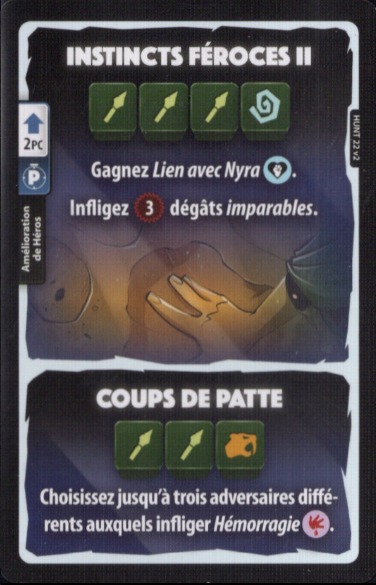 INSTINCTS FÉROCES II
2PC
P
Amélioration
de Héros
HUNT 22 v2
Gagnez Lien avec Nyra.
Infligez 3 dégâts imparables.
COUPS DE PATTE
Choisissez jusqu'à trois adversaires diffé-
rents auxquels infliger Hémorragie.